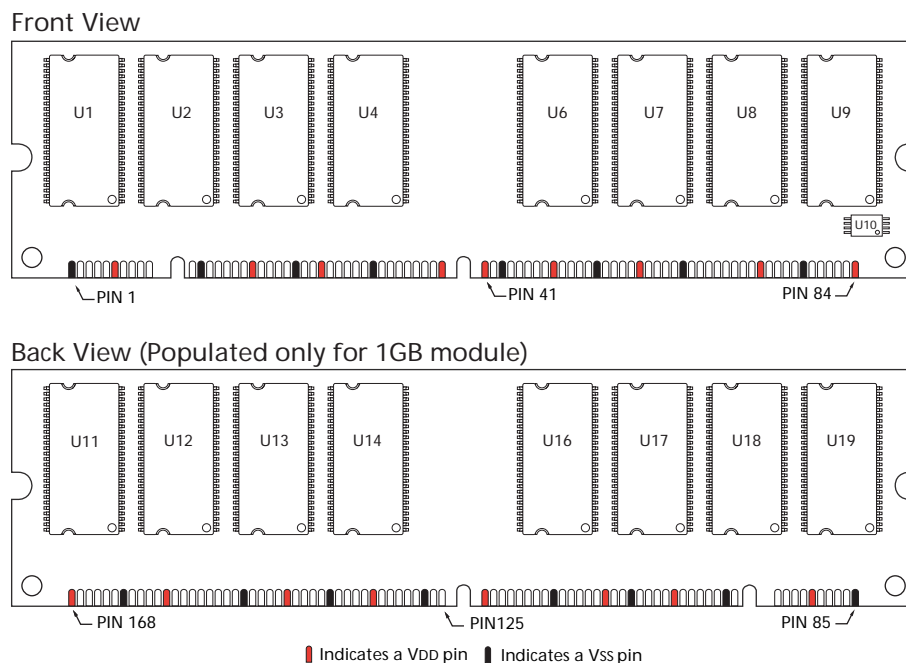 Front View
U1 U2 U3 U4 U6 U7 U8 U9
U10
PIN 1 PIN 41 PIN 84
Back View (Populated only for 1GB module)
U11 U12 U13 U14 U16 U17 U18 U19
PIN 168 PIN125 PIN 85
Indicates a VDD pin Indicates a VSS pin